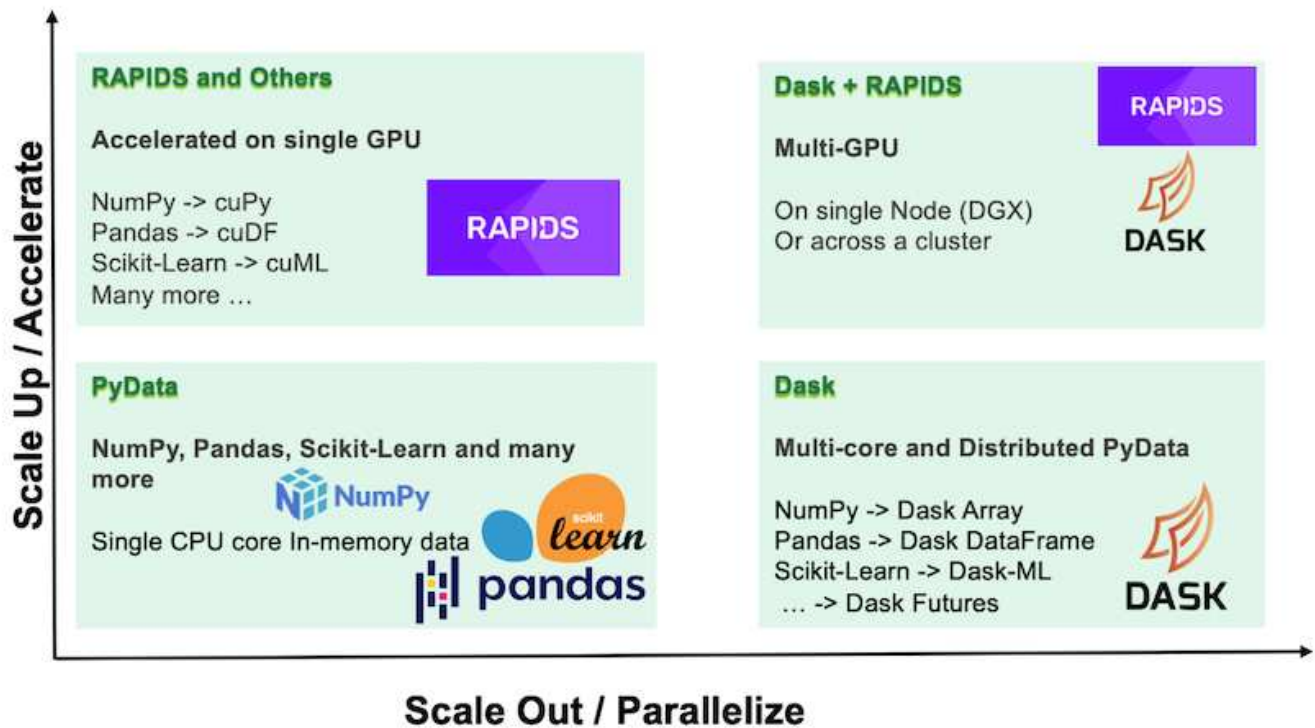 Scale Up / Accelerate
RAPIDS and Others
Accelerated on single GPU
NumPy -> cuPy
Pandas -> cuDF
Scikit-Learn -> cuML
Many more …
RAPIDS
Dask + RAPIDS
RAPIDS
Multi-GPU
On single Node (DGX)
Or across a cluster
DASK
PyData
NumPy, Pandas, Scikit-Learn and many
more
NumPy
Single CPU core In-memory data
scikit
learn
pandas
Dask
Multi-core and Distributed PyData
NumPy -> Dask Array
Pandas -> Dask DataFrame
Scikit-Learn -> Dask-ML
… -> Dask Futures
DASK
Scale Out / Parallelize